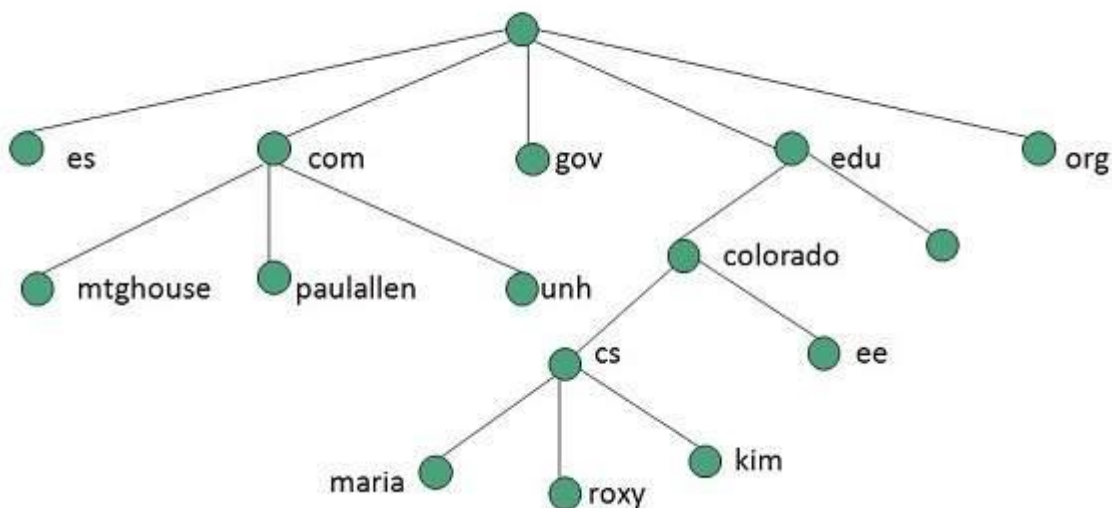 es
com
gov
edu
org
mtghouse
paulallen
unh
colorado
cs
ee
maria
roxy
kim